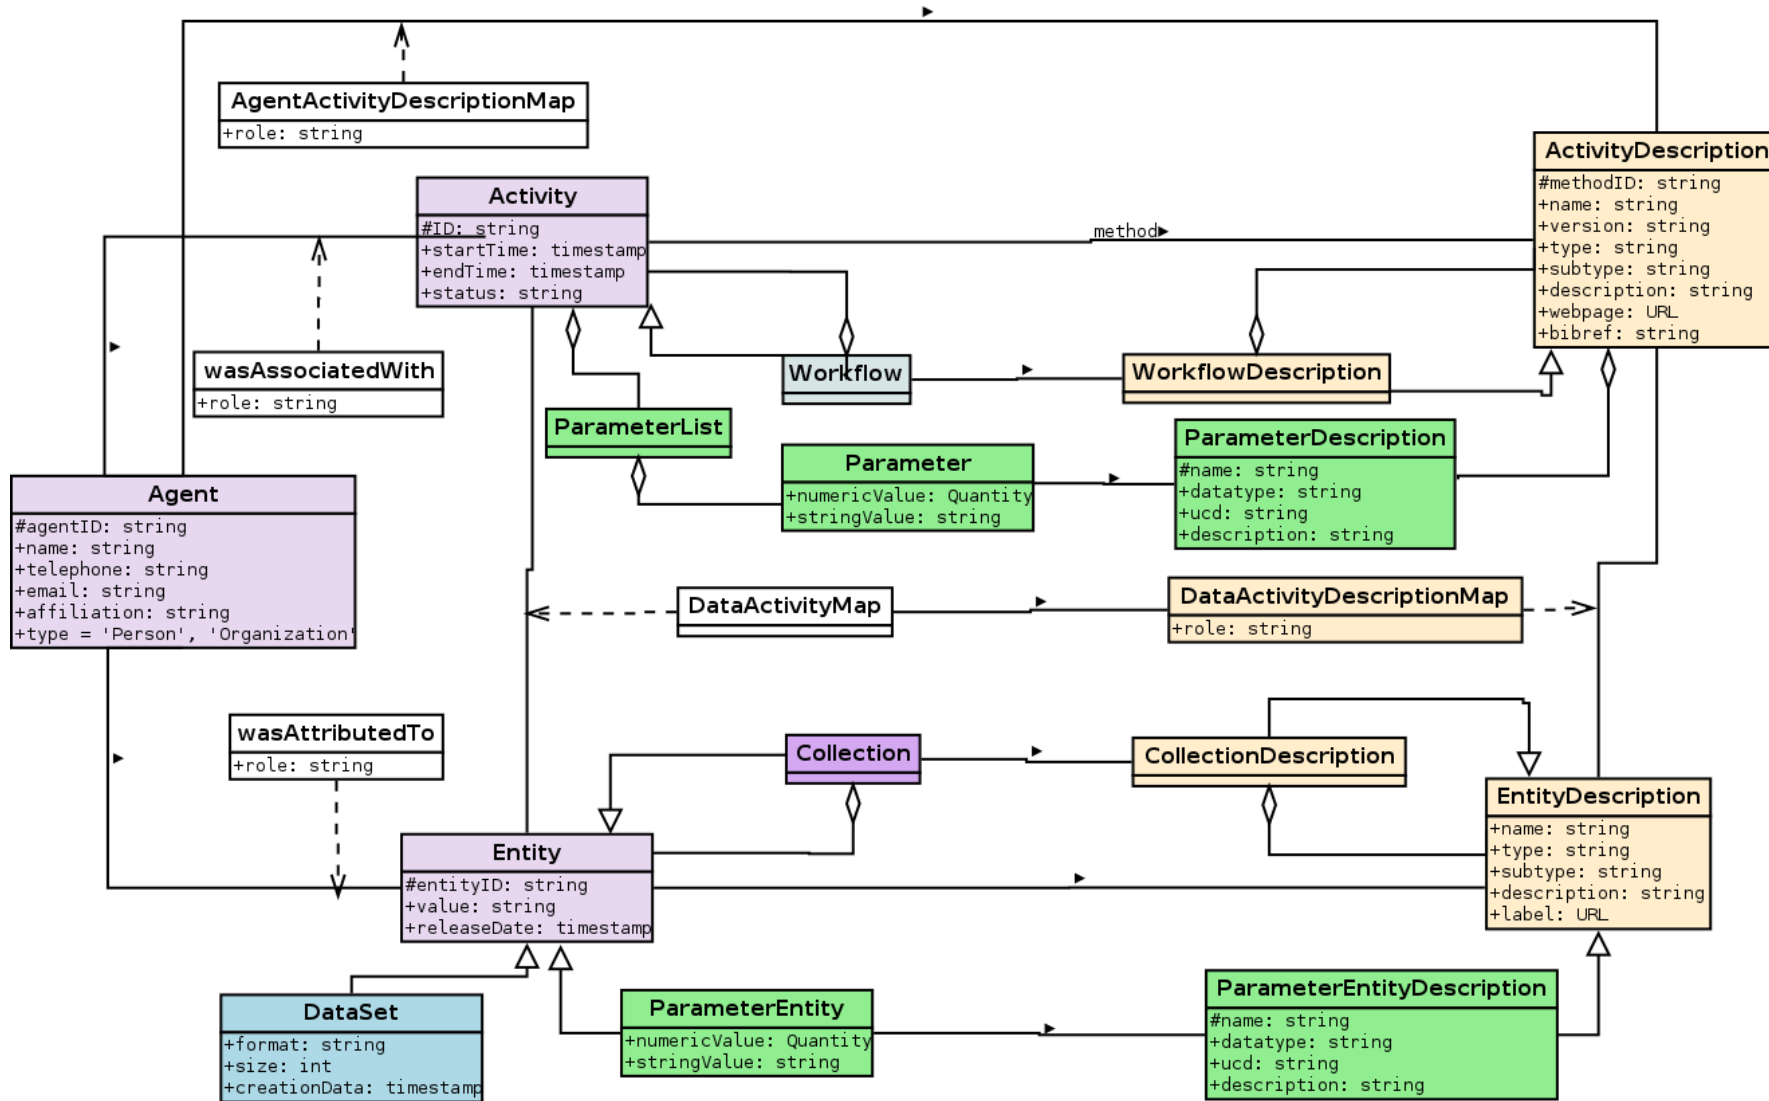 AgentActivityDescriptionMap
+role: string
ActivityDescription
#methodID: string
+name: string
+version: string
+type: string
+subtype: string
+description: string
+webpage: URL
+bibref: string
Activity
#ID: string
+startTime: timestamp
+endTime: timestamp
+status: string
method
wasAssociatedWith
+role: string
Workflow
WorkflowDescription
ParameterList
Parameter
+numericValue: Quantity
+stringValue: string
ParameterDescription
#name: string
+datatype: string
+ucd: string
+description: string
Agent
#agentID: string
+name: string
+telephone: string
+email: string
+affiliation: string
+type = 'Person', 'Organization'
DataActivityMap
DataActivityDescriptionMap
+role: string
wasAttributedTo
+role: string
Collection
CollectionDescription
EntityDescription
+name: string
+type: string
+subtype: string
+description: string
+label: URL
Entity
#entityID: string
+value: string
+releaseDate: timestamp
DataSet
+format: string
+size: int
+creationData: timestamp
ParameterEntity
+numericValue: Quantity
+stringValue: string
ParameterEntityDescription
#name: string
+datatype: string
+ucd: string
+description: string